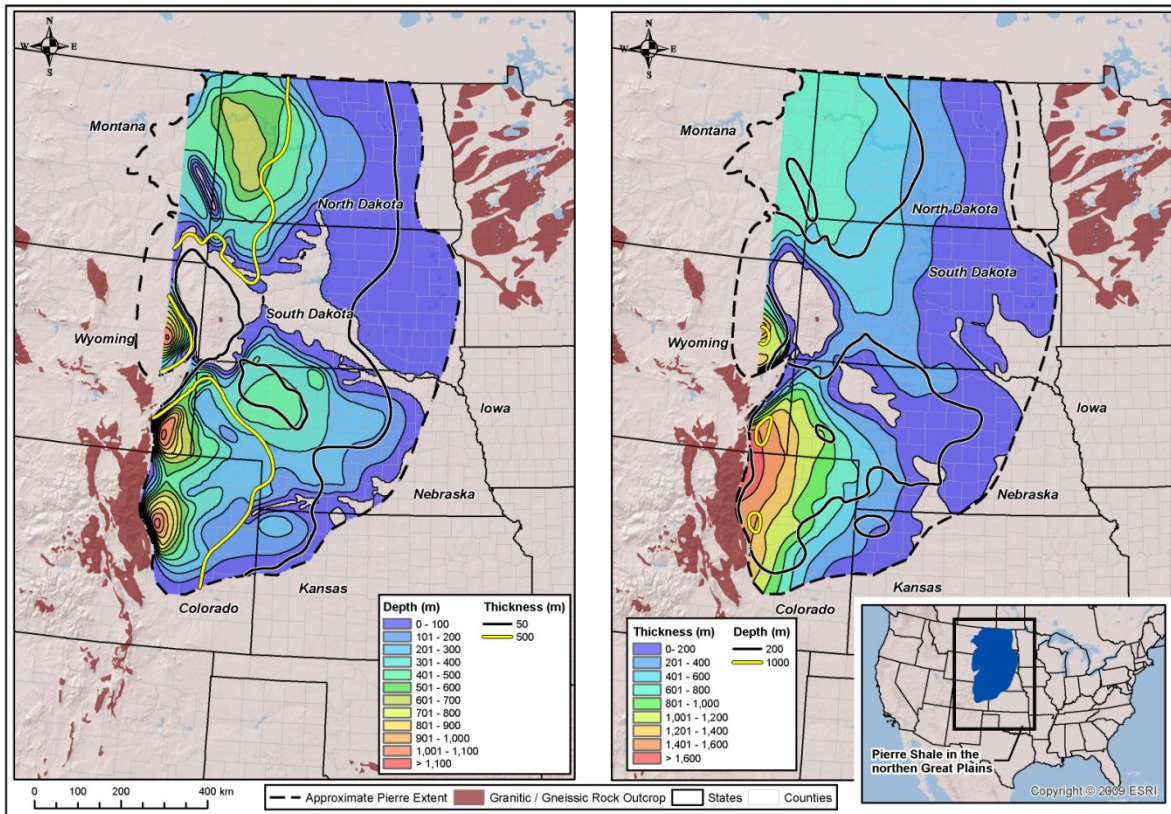 N
W E
S
Montana
North Dakota
South Dakota
Wyoming
Iowa
Nebraska
Kansas
Colorado
Depth (m)
0 - 100
101 - 200
201 - 300
301 - 400
401 - 500
501 - 600
601 - 700
701 - 800
801 - 900
901 - 1,000
1,001 - 1,100
> 1,100
Thickness (m)
50
500
N
W E
S
Montana
North Dakota
South Dakota
Wyoming
Iowa
Nebraska
Kansas
Colorado
Thickness (m)
0- 200
201 - 400
401 - 600
601 - 800
801 - 1,000
1,001 - 1,200
1,201 - 1,400
1,401 - 1,600
> 1,600
Depth (m)
200
1000
Pierre Shale in the
northen Great Plains
Copyright © 2009 ESRI
0 100 200 400 km
Approximate Pierre Extent
Granitic / Gneissic Rock Outcrop
States
Counties